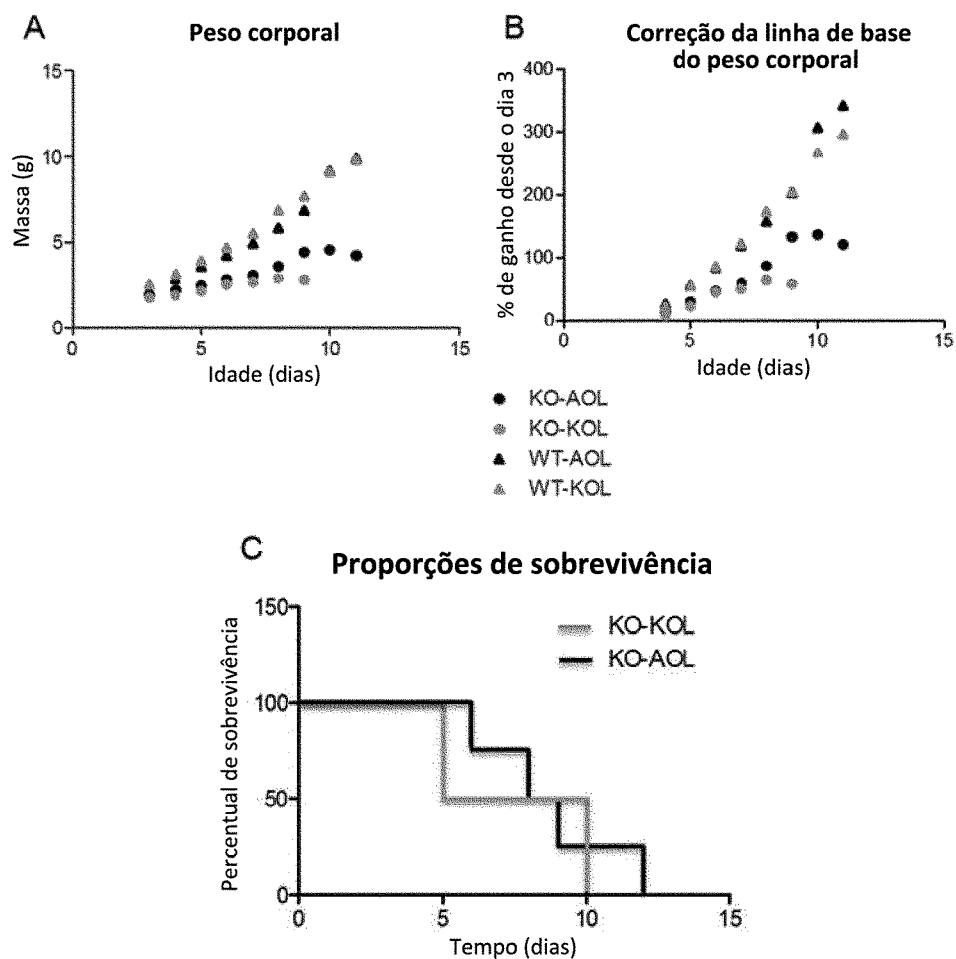 A
Peso corporal
15
10
5
0
Massa (g)
0
5
10
15
Idade (dias)
B
Correção da linha de base
do peso corporal
400
300
200
100
0
% de ganho desde o dia 3
0
5
10
15
Idade (dias)
KO-AOL
KO-KOL
WT-AOL
WT-KOL
C
Proporções de sobrevivência
150
100
50
0
Percentual de sobrevivência
0
5
10
15
Tempo (dias)
KO-KOL
KO-AOL